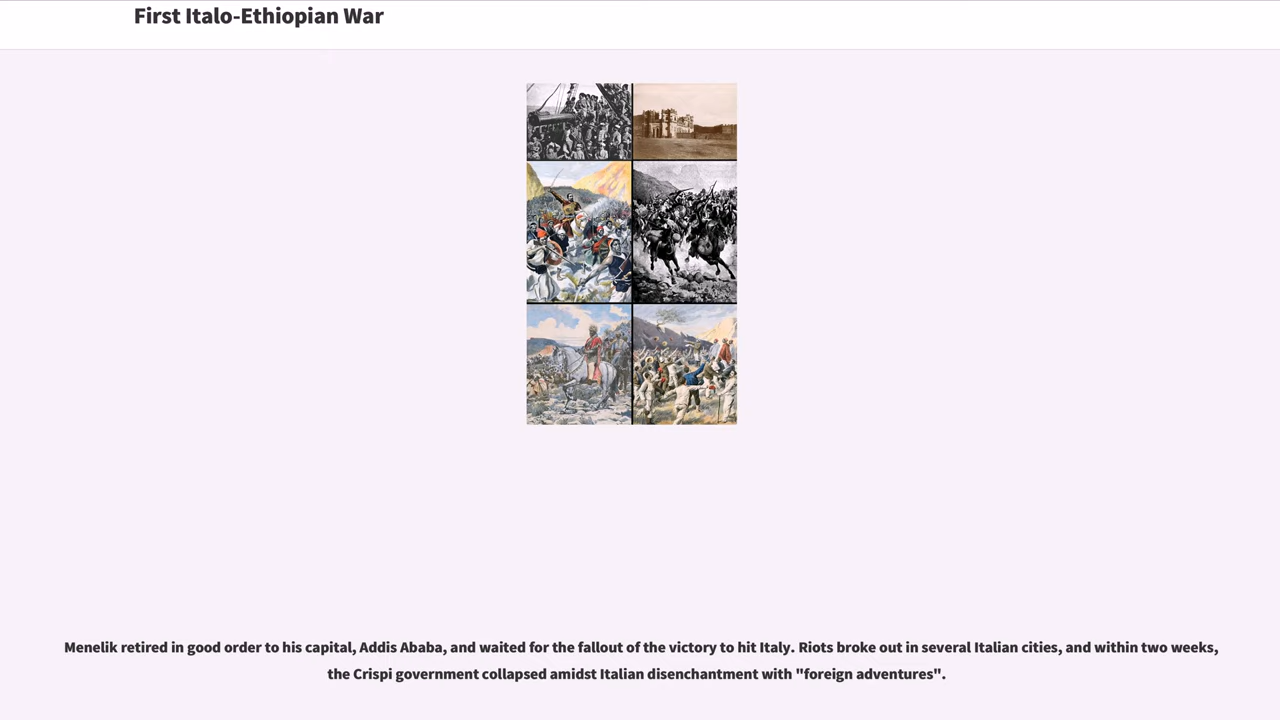 First Italo-Ethiopian War
Menelik retired in good order to his capital, Addis Ababa, and waited for the fallout of the victory to hit Italy. Riots broke out in several Italian cities, and within two weeks,
the Crispi government collapsed amidst Italian disenchantment with "foreign adventures".